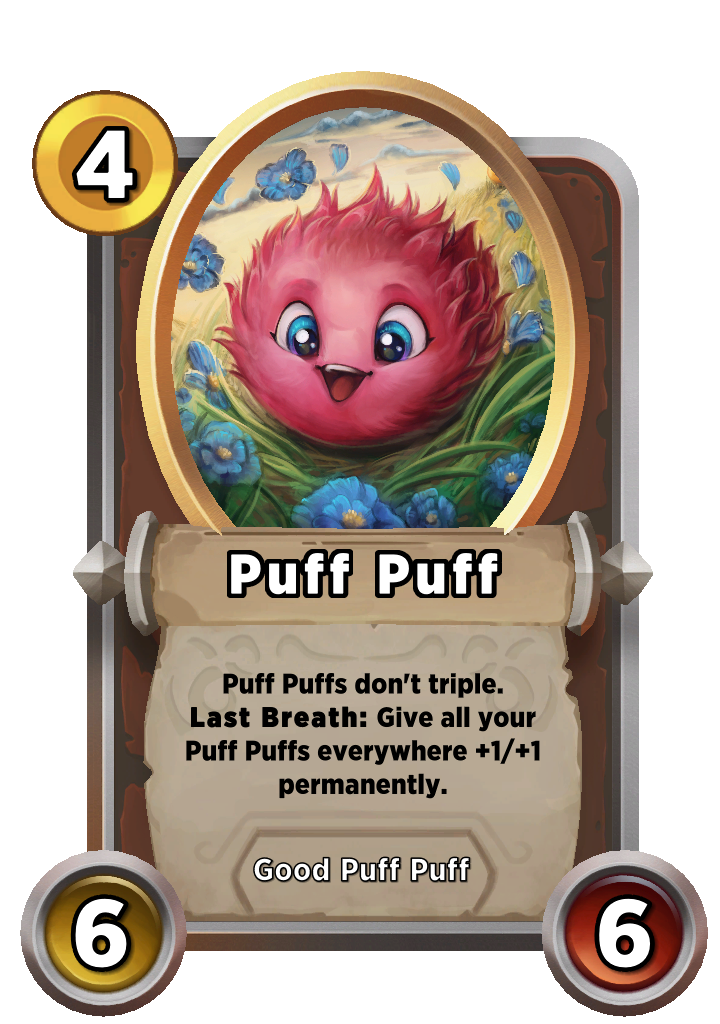 4
Puff Puff
Puff Puffs don't triple.
Last Breath: Give all your
Puff Puffs everywhere +1/+1
permanently.
Good Puff Puff
6
6